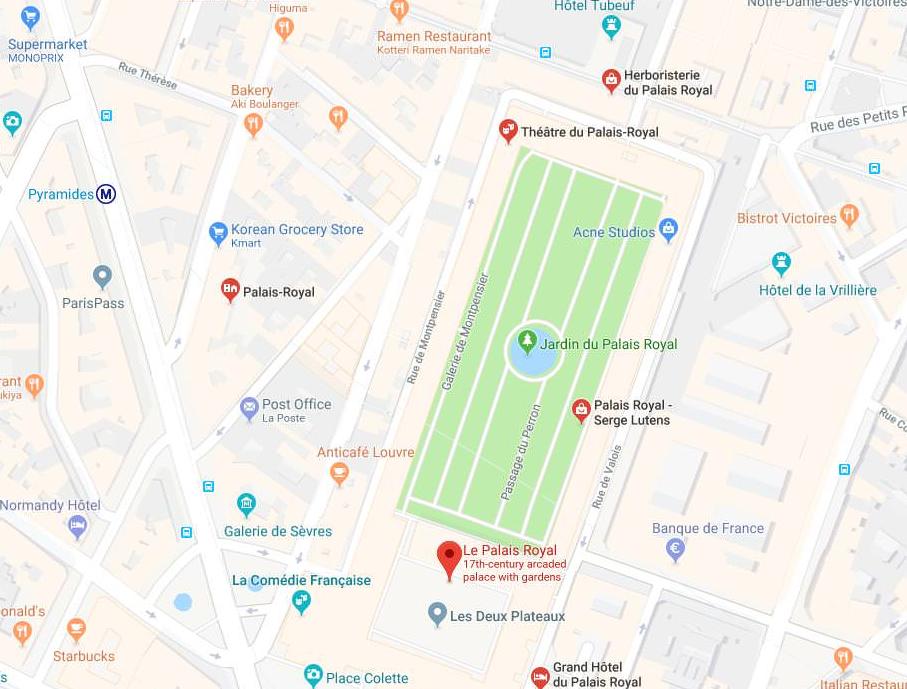 Higuma
Hôtel Tubeuf
Notre-Dame-des-Victoires
Supermarket
MONOPRIX
Ramen Restaurant
Kotteri Ramen Naritake
Rue Thérèse
Herboristerie
du Palais Royal
Bakery
Aki Boulanger
Théâtre du Palais-Royal
Rue des Petits P
Pyramides M
Korean Grocery Store
Kmart
Acne Studios
Bistrot Victoires
ParisPass
Palais-Royal
Hôtel de la Vrillière
Rue de Montpensier
Galerie de Montpensier
Jardin du Palais Royal
rant
ukiya
Post Office
La Poste
Palais Royal -
Serge Lutens
Rue Co
Passage du Perron
Anticafé Louvre
Rue de Valois
Normandy Hôtel
Galerie de Sèvres
Banque de France
€
Le Palais Royal
17th-century arcaded
palace with gardens
La Comédie Française
onald's
Les Deux Plateaux
Starbucks
Place Colette
Grand Hôtel
du Palais Royal
Italian Restau
s